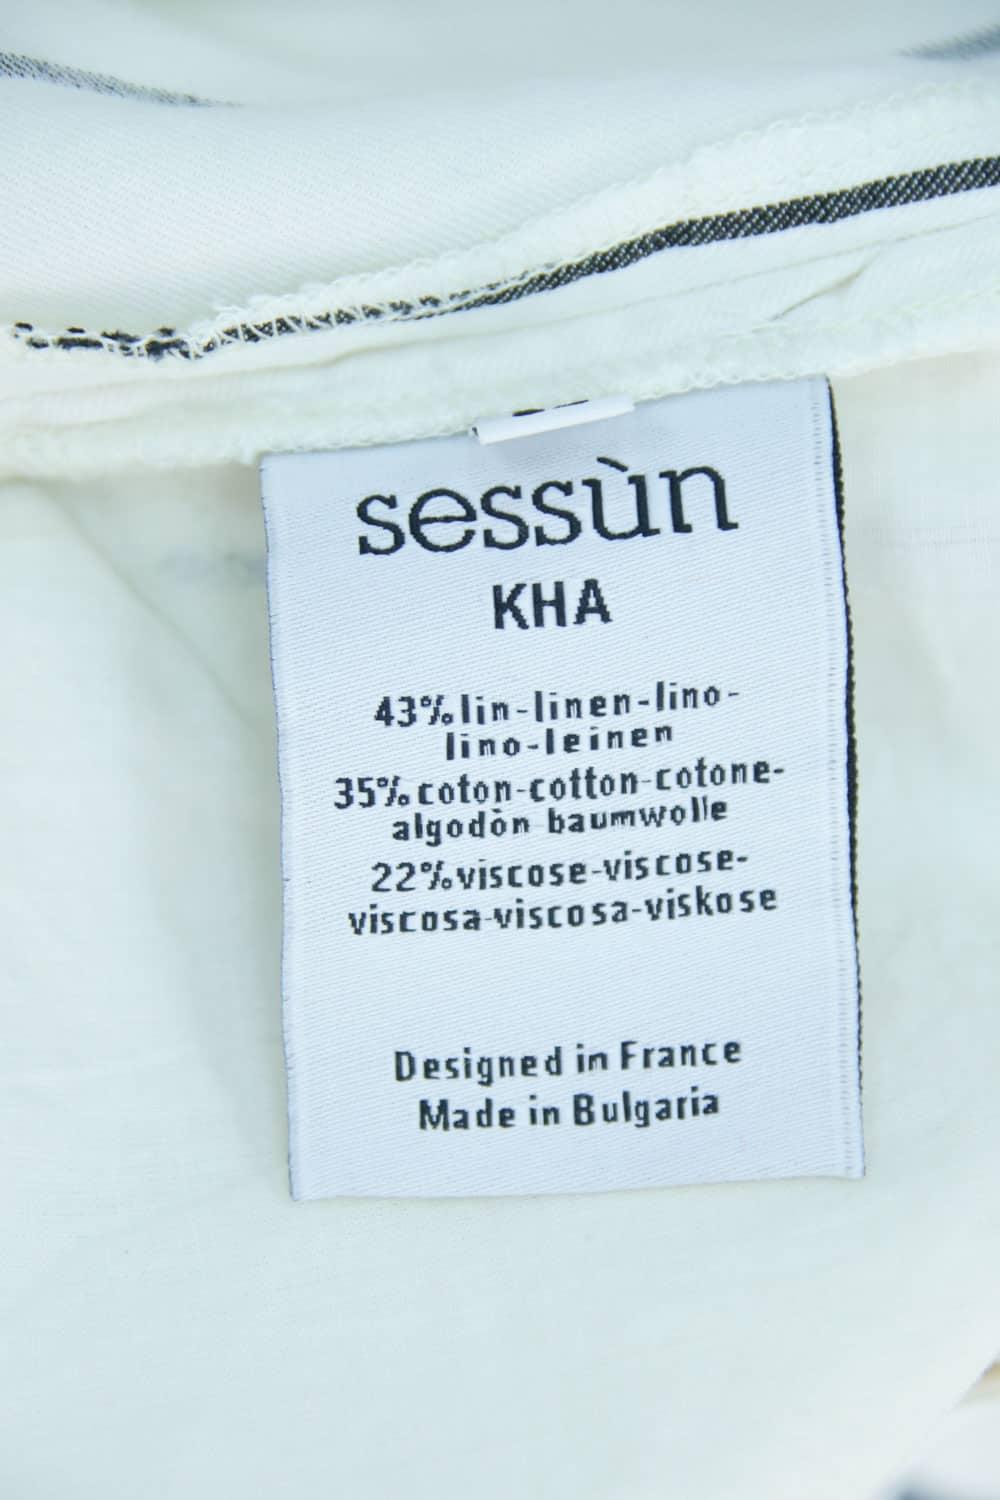 sessùn
KHA
43% lin-linen-lino-
lino-leinen
35% coton-cotton-cotone-
algodòn baumwolle
22% viscose-viscose-
viscosa-viscosa-viskose
Designed in France
Made in Bulgaria